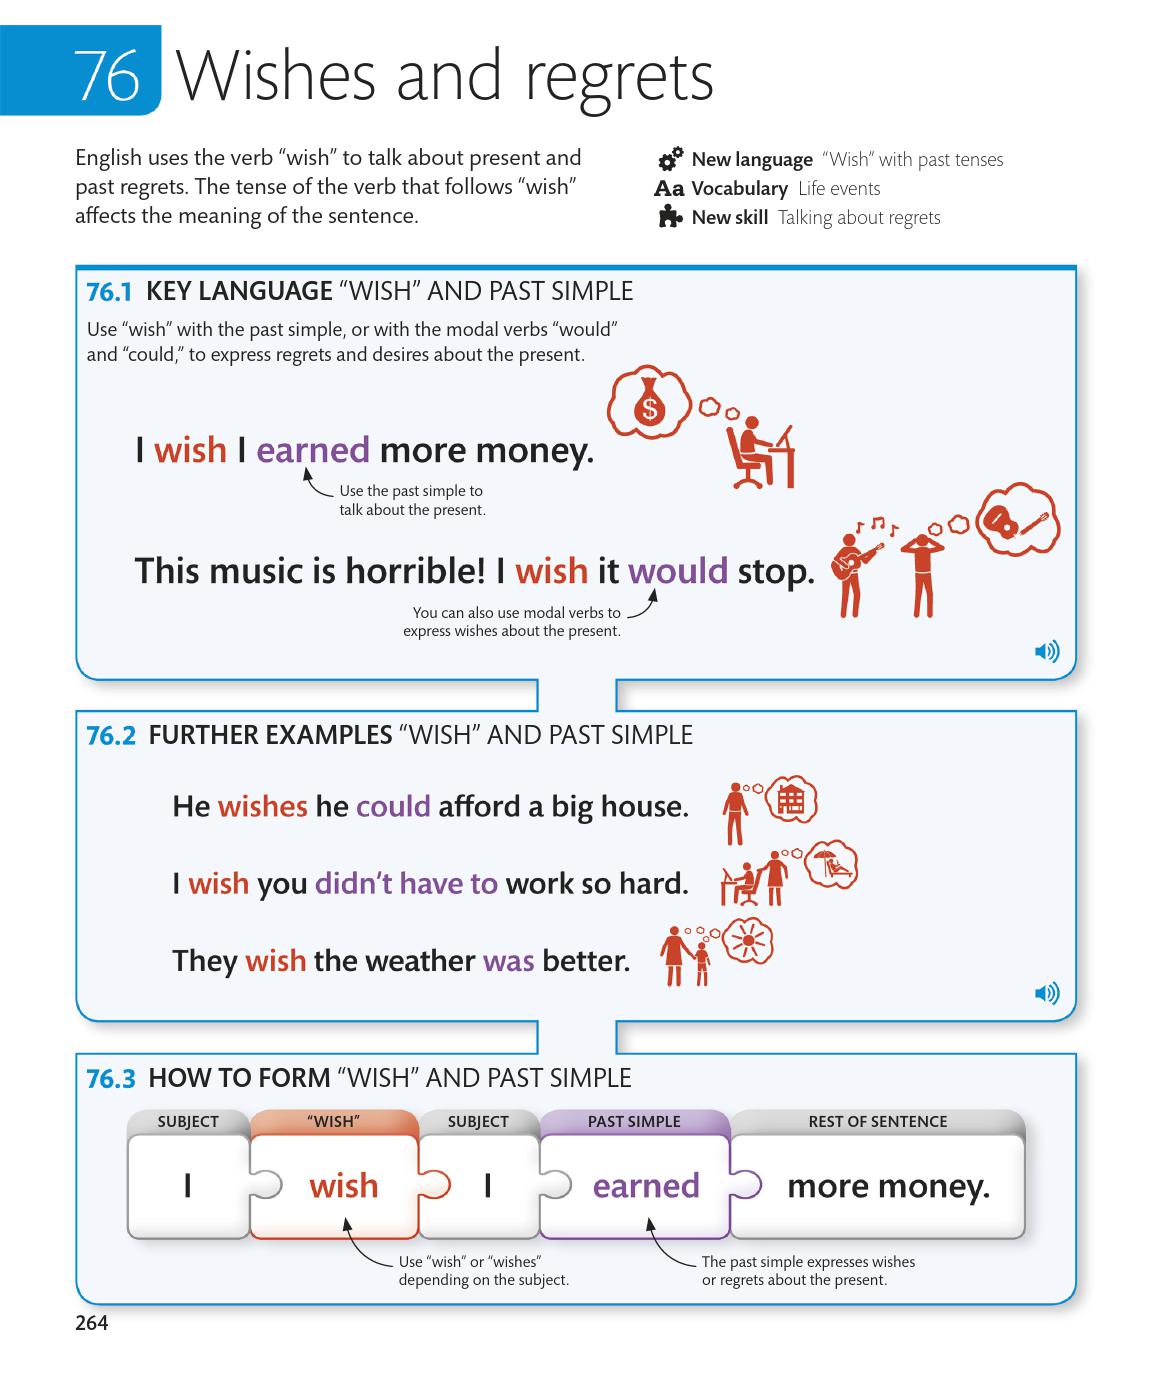 76 Wishes and regrets
English uses the verb “wish” to talk about present and
past regrets. The tense of the verb that follows “wish”
affects the meaning of the sentence.
New language “Wish” with past tenses
Aa Vocabulary Life events
New skill Talking about regrets
76.1 KEY LANGUAGE “WISH” AND PAST SIMPLE
Use “wish” with the past simple, or with the modal verbs “would”
and “could,” to express regrets and desires about the present.
$
I wish I earned more money.
Use the past simple to
talk about the present.
This music is horrible! I wish it would stop.
You can also use modal verbs to
express wishes about the present.
76.2 FURTHER EXAMPLES “WISH” AND PAST SIMPLE
He wishes he could afford a big house.
I wish you didn’t have to work so hard.
They wish the weather was better.
76.3 HOW TO FORM “WISH” AND PAST SIMPLE
SUBJECT “WISH” SUBJECT PAST SIMPLE REST OF SENTENCE
I wish I earned more money.
Use “wish” or “wishes”
depending on the subject.
The past simple expresses wishes
or regrets about the present.
264